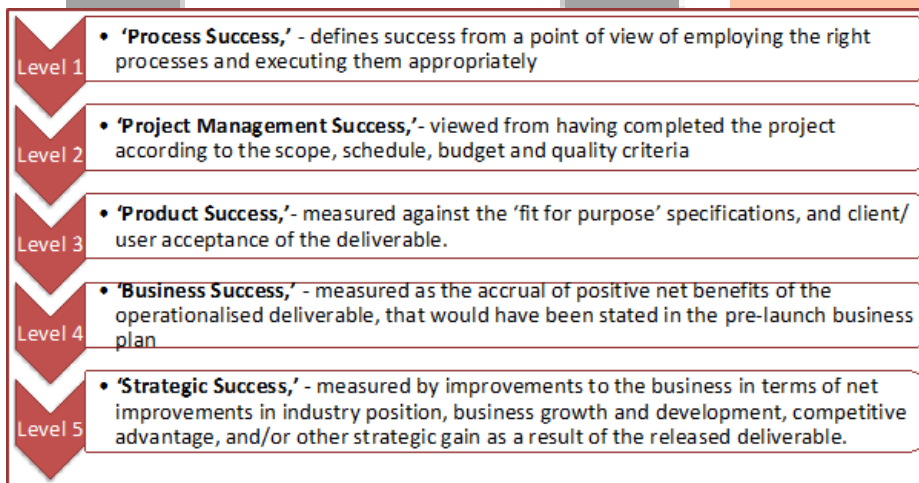 Level 1
• ‘Process Success,’ - defines success from a point of view of employing the right
processes and executing them appropriately
Level 2
• ‘Project Management Success,’- viewed from having completed the project
according to the scope, schedule, budget and quality criteria
Level 3
• ‘Product Success,’- measured against the ‘fit for purpose’ specifications, and client/
user acceptance of the deliverable.
Level 4
• ‘Business Success,’ - measured as the accrual of positive net benefits of the
operationalised deliverable, that would have been stated in the pre-launch business
plan
Level 5
• ‘Strategic Success,’ - measured by improvements to the business in terms of net
improvements in industry position, business growth and development, competitive
advantage, and/or other strategic gain as a result of the released deliverable.